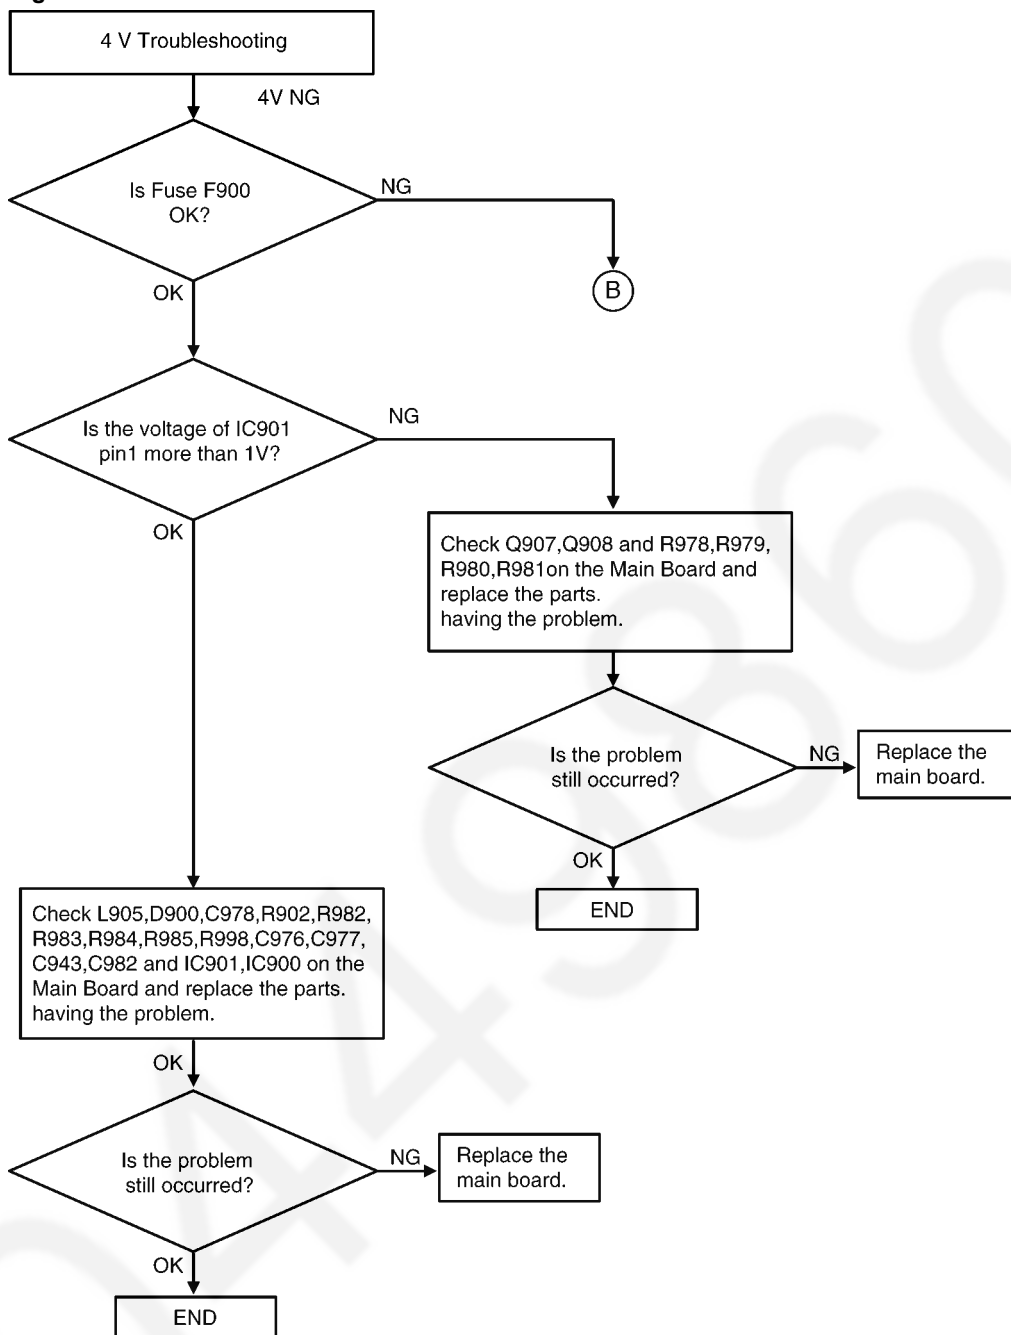 4 V Troubleshooting
4V NG
Is Fuse F900
OK?
NG
B
OK
Is the voltage of IC901
pin1 more than 1V?
NG
OK
Check Q907,Q908 and R978,R979,
R980,R981on the Main Board and
replace the parts.
having the problem.
Is the problem
still occurred?
NG
Replace the
main board.
OK
END
Check L905,D900,C978,R902,R982,
R983,R984,R985,R998,C976,C977,
C943,C982 and IC901,IC900 on the
Main Board and replace the parts.
having the problem.
OK
Is the problem
still occurred?
NG
Replace the
main board.
OK
END